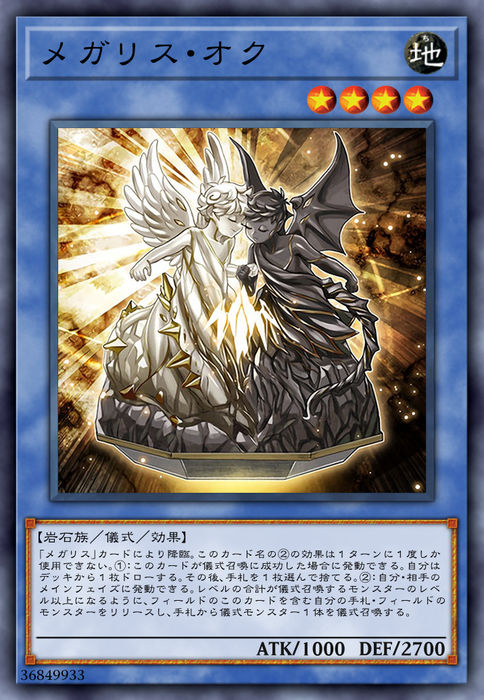 メガリス・オク
ち
地
【岩石族／儀式／効果】
「メガリス」カードにより降臨。このカード名の②の効果は１ターンに１度しか
使用できない。①：このカードが儀式召喚に成功した場合に発動できる。自分は
デッキから１枚ドローする。その後、手札を１枚選んで捨てる。②：自分・相手の
メインフェイズに発動できる。レベルの合計が儀式召喚するモンスターのレベ
ル以上になるように、フィールドのこのカードを含む自分の手札・フィールドの
モンスターをリリースし、手札から儀式モンスター１体を儀式召喚する。
ATK/1000 DEF/2700
36849933